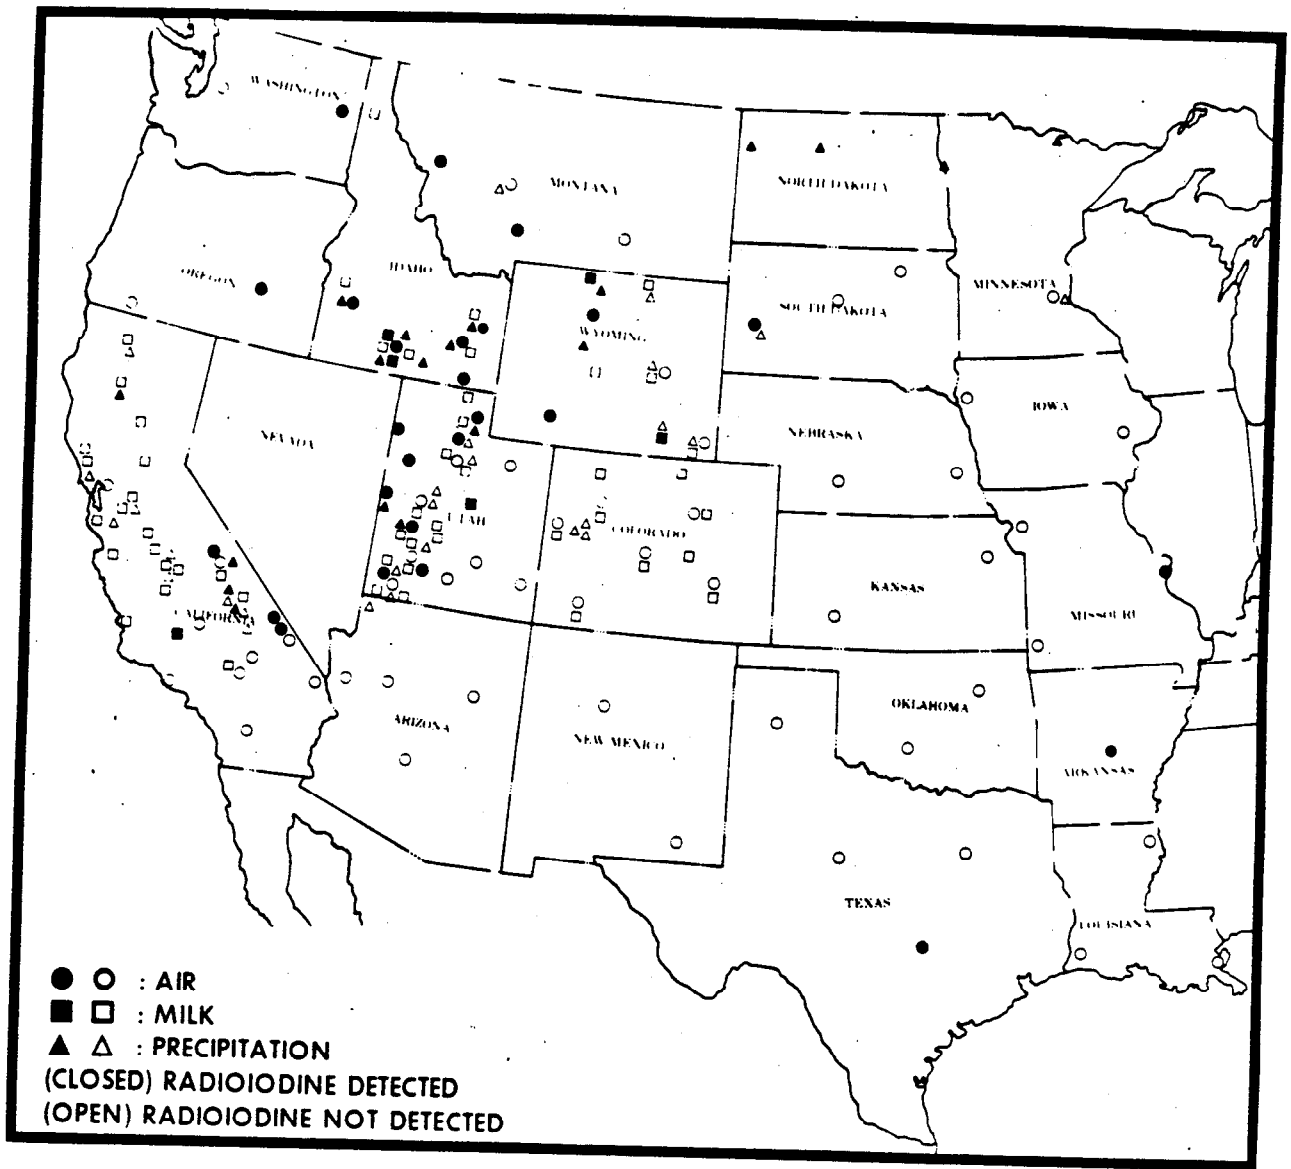 WASHINGTON
MONTANA
NORTH DAKOTA
OREGON
IDAHO
MINNESOTA
SOUTH DAKOTA
WYOMING
IOWA
NEVADA
NEBRASKA
UTAH
COLORADO
KANSAS
CALIFORNIA
MISSOURI
ARIZONA
OKLAHOMA
NEW MEXICO
ARKANSAS
TEXAS
LOUISIANA
: AIR
: MILK
: PRECIPITATION
(CLOSED) RADIOIODINE DETECTED
(OPEN) RADIOIODINE NOT DETECTED